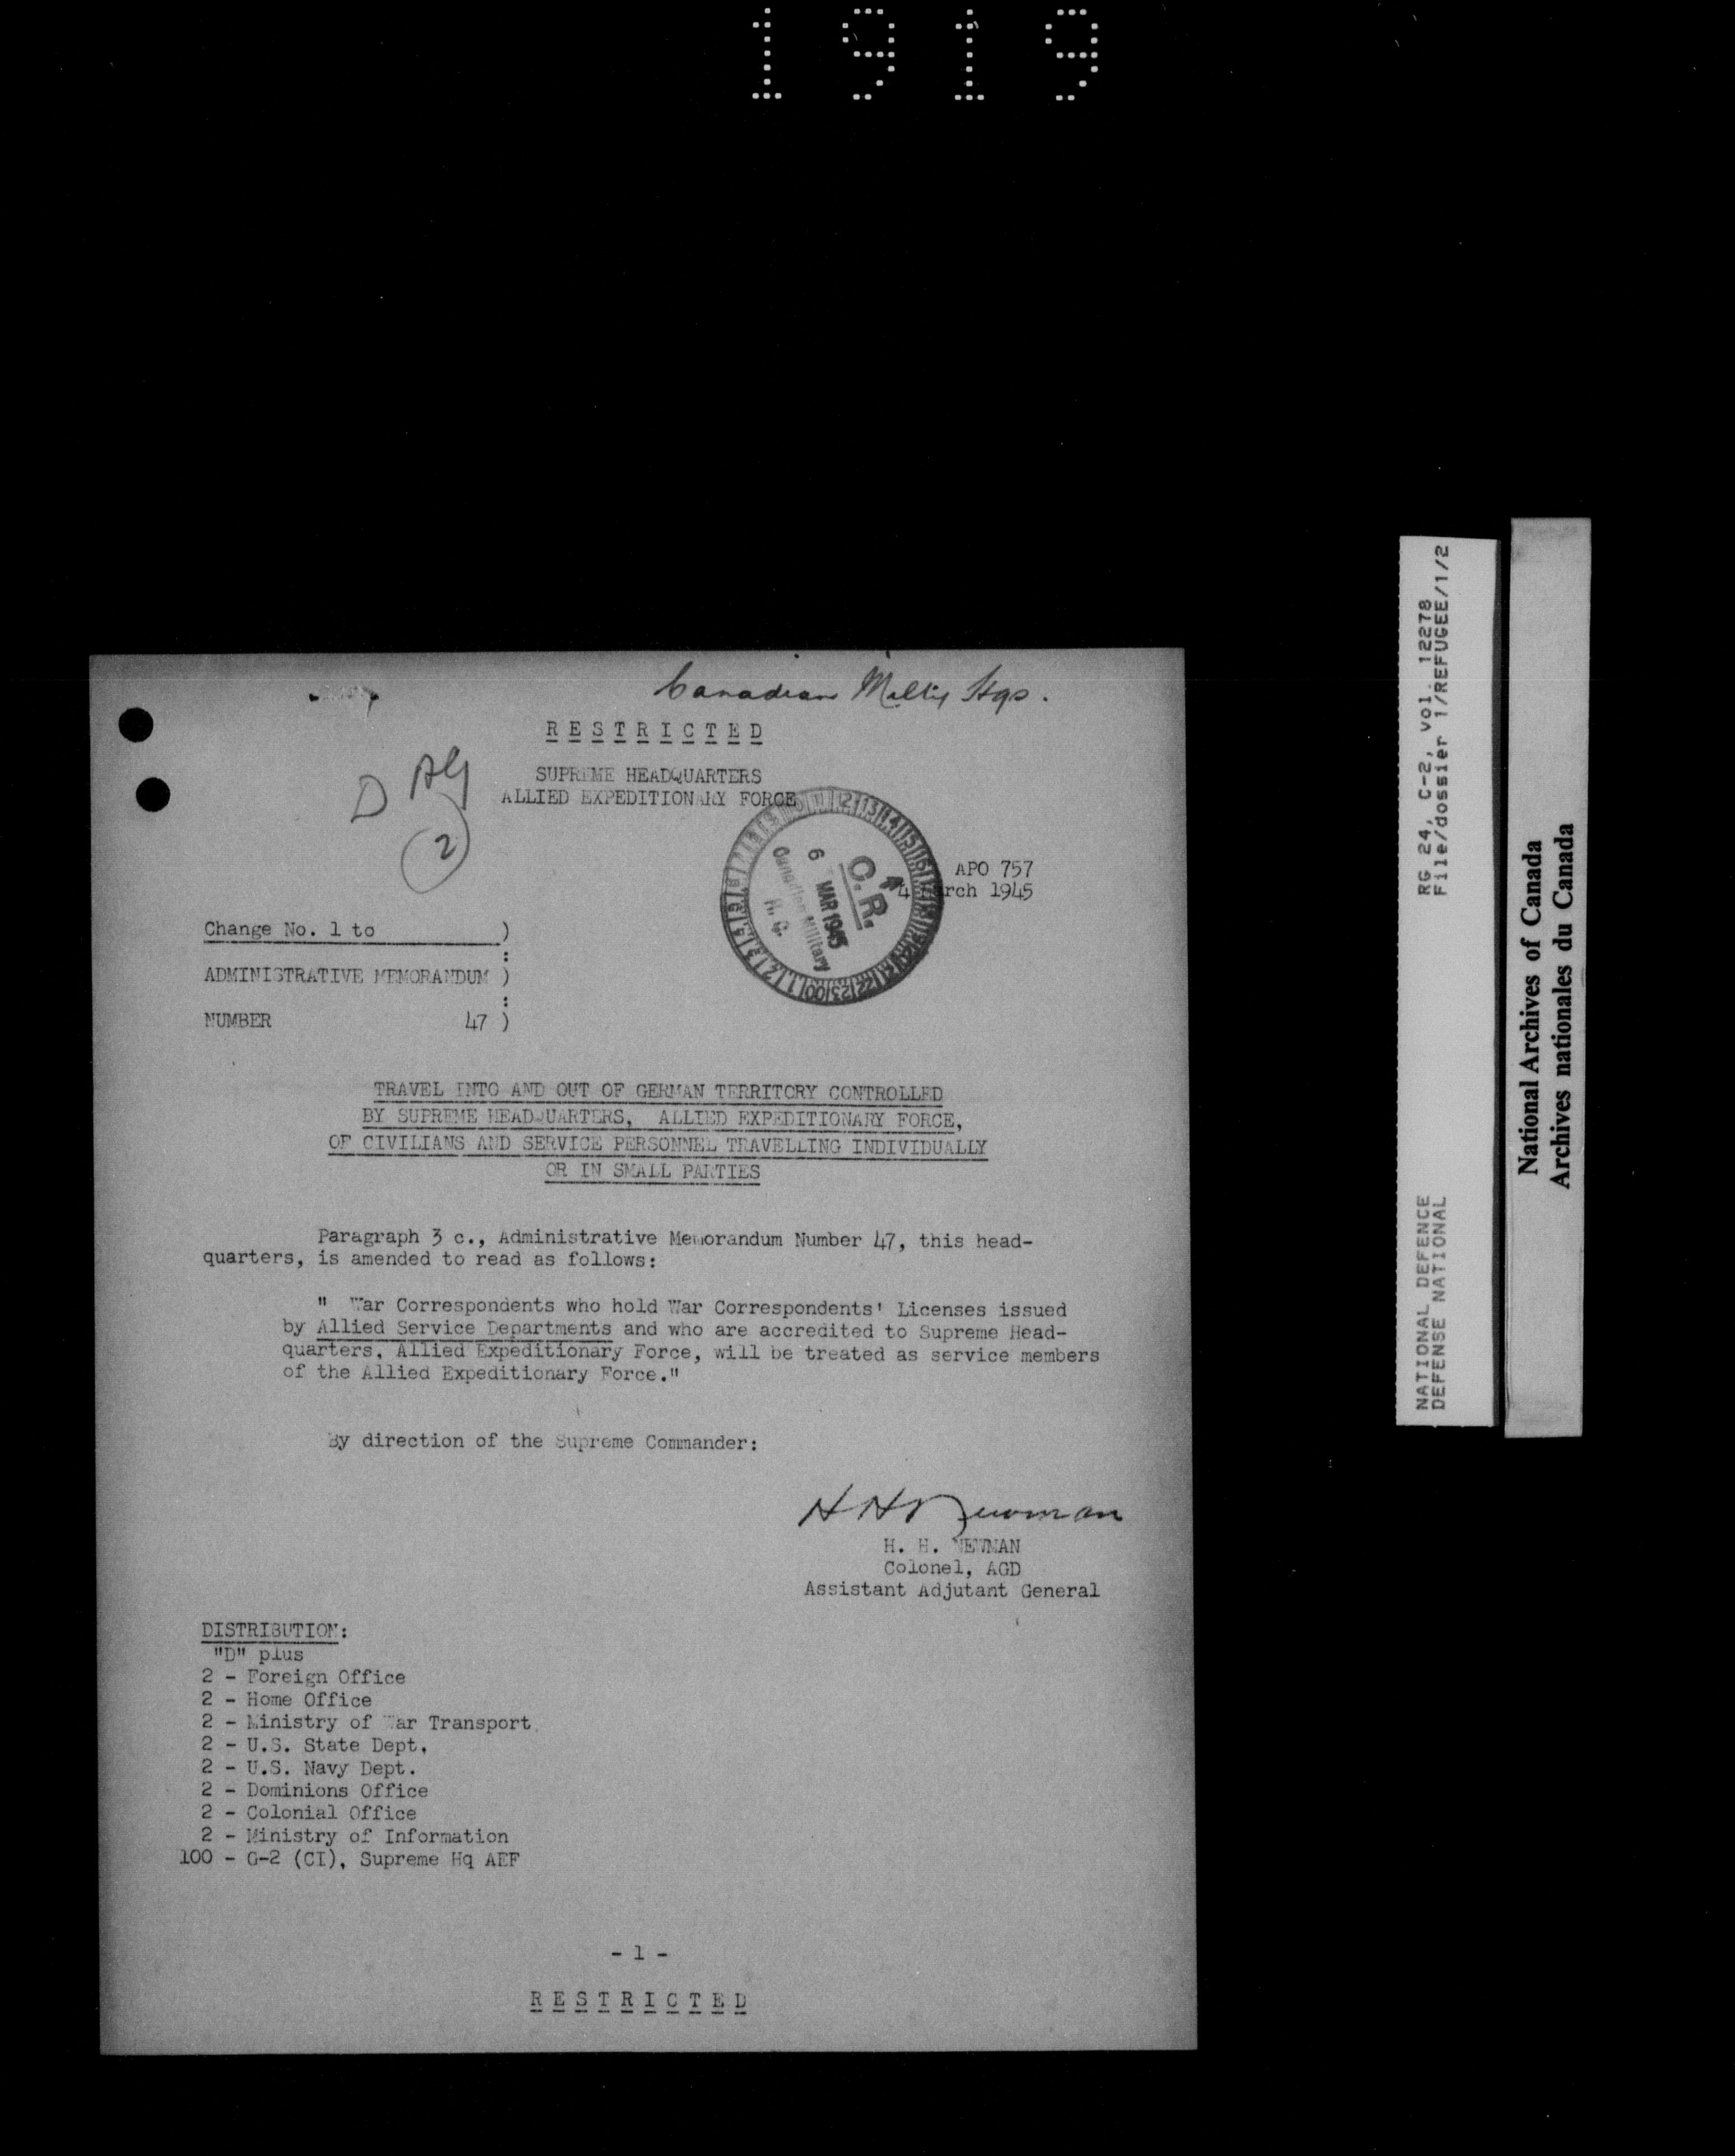 1919
Canadian Milty Hqs.
RESTRICTED
D AG
2
SUPREME HEADQUARTERS
ALLIED EXPEDITIONARY FORCE
APO 757
4 March 1945
C.R.
6 MAR 1945
Canadian Military
H. Q.
Change No. 1 to )
:
ADMINISTRATIVE MEMORANDUM )
:
NUMBER 47 )
TRAVEL INTO AND OUT OF GERMAN TERRITORY CONTROLLED
BY SUPREME HEADQUARTERS, ALLIED EXPEDITIONARY FORCE,
OF CIVILIANS AND SERVICE PERSONNEL TRAVELLING INDIVIDUALLY
OR IN SMALL PARTIES
Paragraph 3 c., Administrative Memorandum Number 47, this head-
quarters, is amended to read as follows:
" War Correspondents who hold War Correspondents' Licenses issued
by Allied Service Departments and who are accredited to Supreme Head-
quarters, Allied Expeditionary Force, will be treated as service members
of the Allied Expeditionary Force."
By direction of the Supreme Commander:
H H Newman
H. H. NEWMAN
Colonel, AGD
Assistant Adjutant General
DISTRIBUTION:
"D" plus
2 - Foreign Office
2 - Home Office
2 - Ministry of War Transport
2 - U.S. State Dept.
2 - U.S. Navy Dept.
2 - Dominions Office
2 - Colonial Office
2 - Ministry of Information
100 - G-2 (CI), Supreme Hq AEF
- 1 -
RESTRICTED
RG 24, C-2, vol. 12278
File/dossier 1/REFUGEE/1/2
NATIONAL DEFENCE
DEFENSE NATIONAL
National Archives of Canada
Archives nationales du Canada